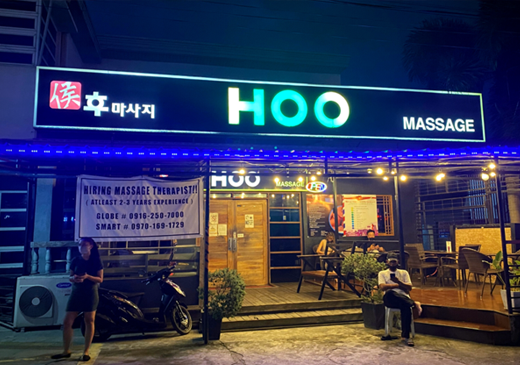 侯 후마사지
HOO
MASSAGE
HOO MASSAGE
HIRING MASSAGE THERAPIST!!
( ATLEAST 2-3 YEARS EXPERIENCE )
GLOBE # 0916-250-7000
SMART # 0970-169-1729